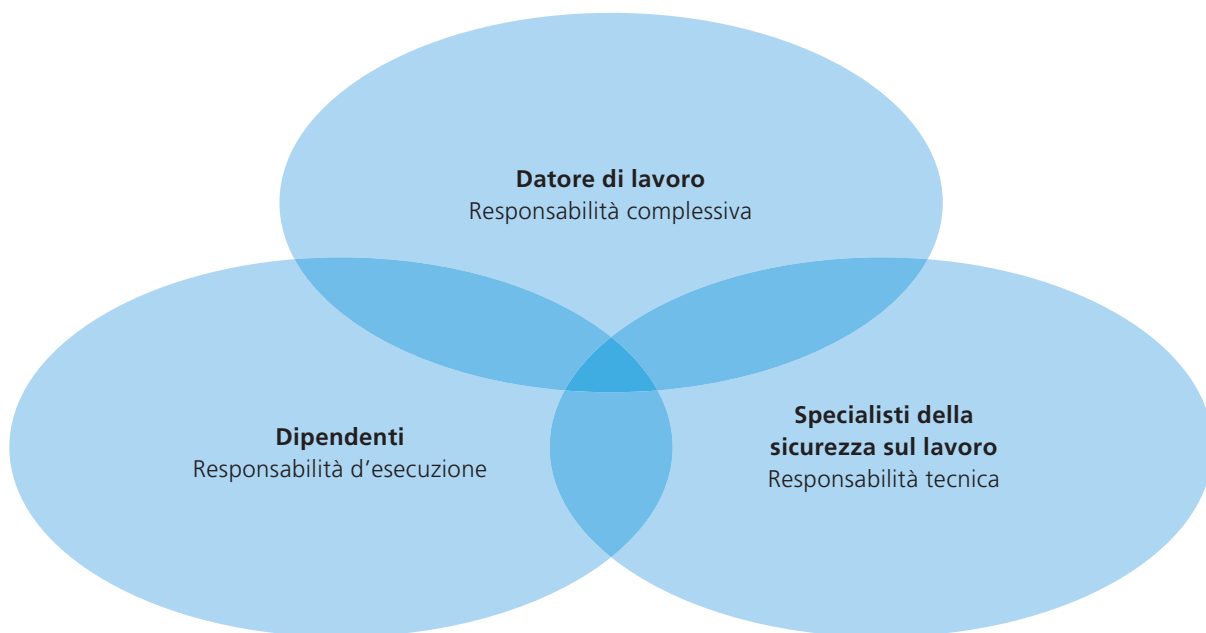 Datore di lavoro
Responsabilità complessiva
Dipendenti
Responsabilità d’esecuzione
Specialisti della
sicurezza sul lavoro
Responsabilità tecnica